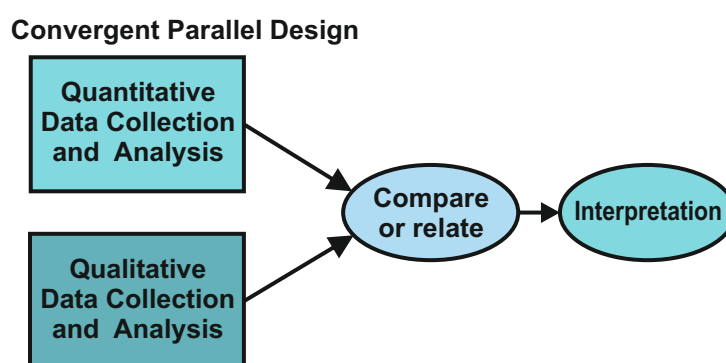 Convergent Parallel Design
Quantitative
Data Collection
and Analysis
Compare
or relate
Interpretation
Qualitative
Data Collection
and Analysis